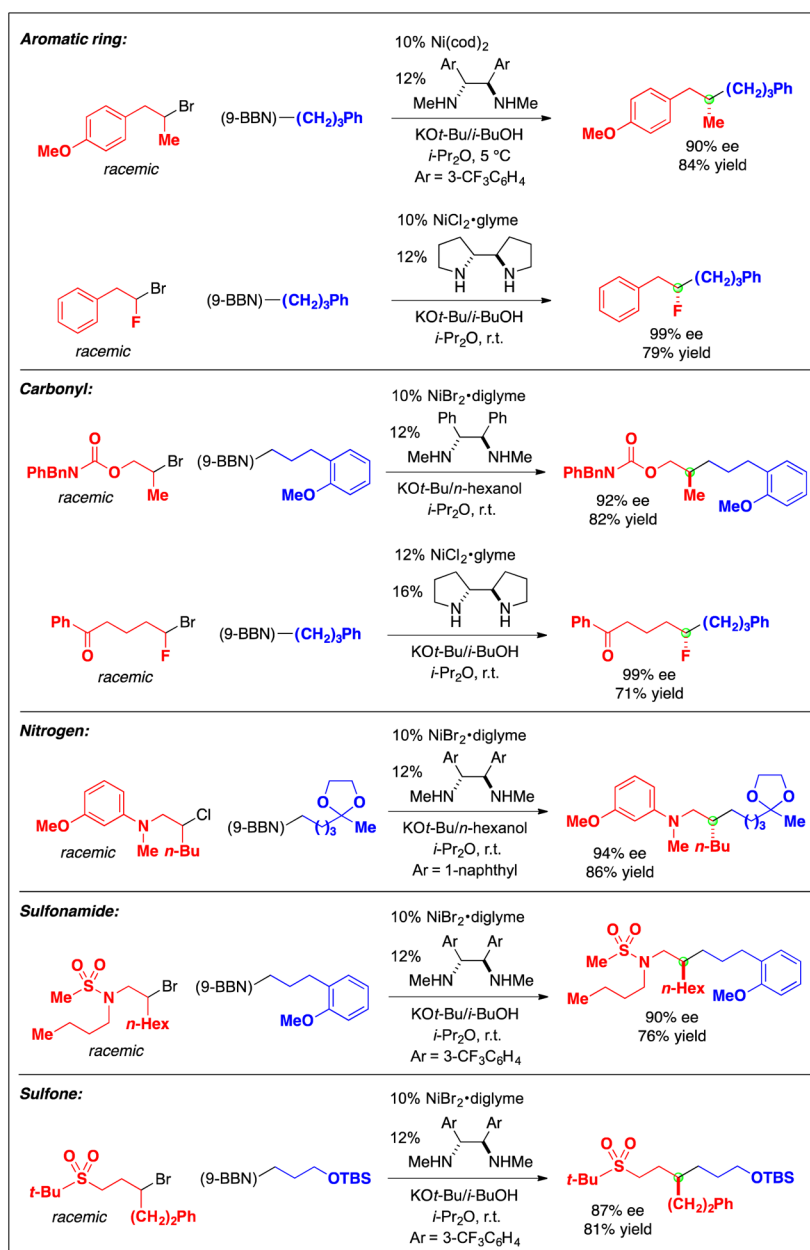 Aromatic ring:
10% Ni(cod)2
Ar Ar
12%
MeHN NHMe
Br
Me
MeO
racemic
(9-BBN)—(CH2)3Ph
KOt-Bu/i-BuOH
i-Pr2O, 5 °C
Ar = 3-CF3C6H4
(CH2)3Ph
Me
MeO
90% ee
84% yield
10% NiCl2•glyme
12%
NH HN
Br
F
racemic
(9-BBN)—(CH2)3Ph
KOt-Bu/i-BuOH
i-Pr2O, r.t.
(CH2)3Ph
F
99% ee
79% yield
Carbonyl:
10% NiBr2•diglyme
Ph Ph
12%
MeHN NHMe
O
PhBnN O Br
Me
racemic
(9-BBN)
MeO
KOt-Bu/n-hexanol
i-Pr2O, r.t.
O
PhBnN O
Me
MeO
92% ee
82% yield
12% NiCl2•glyme
16%
NH HN
Ph Br
O F
racemic
(9-BBN)—(CH2)3Ph
KOt-Bu/i-BuOH
i-Pr2O, r.t.
Ph (CH2)3Ph
O F
99% ee
71% yield
Nitrogen:
10% NiBr2•diglyme
Ar Ar
12%
MeHN NHMe
MeO N Cl
Me n-Bu
racemic
O O
(9-BBN) ( )3 Me
KOt-Bu/n-hexanol
i-Pr2O, r.t.
Ar = 1-naphthyl
O O
MeO N ( )3 Me
Me n-Bu
94% ee
86% yield
Sulfonamide:
10% NiBr2•diglyme
Ar Ar
12%
MeHN NHMe
O O
S
Me N Br
n-Hex
Me
racemic
(9-BBN)
MeO
KOt-Bu/i-BuOH
i-Pr2O, r.t.
Ar = 3-CF3C6H4
O O
S
Me N
n-Hex
Me
MeO
90% ee
76% yield
Sulfone:
10% NiBr2•diglyme
Ar Ar
12%
MeHN NHMe
O O
S Br
t-Bu
(CH2)2Ph
racemic
(9-BBN) OTBS
KOt-Bu/i-BuOH
i-Pr2O, r.t.
Ar = 3-CF3C6H4
O O
S
t-Bu OTBS
(CH2)2Ph
87% ee
81% yield